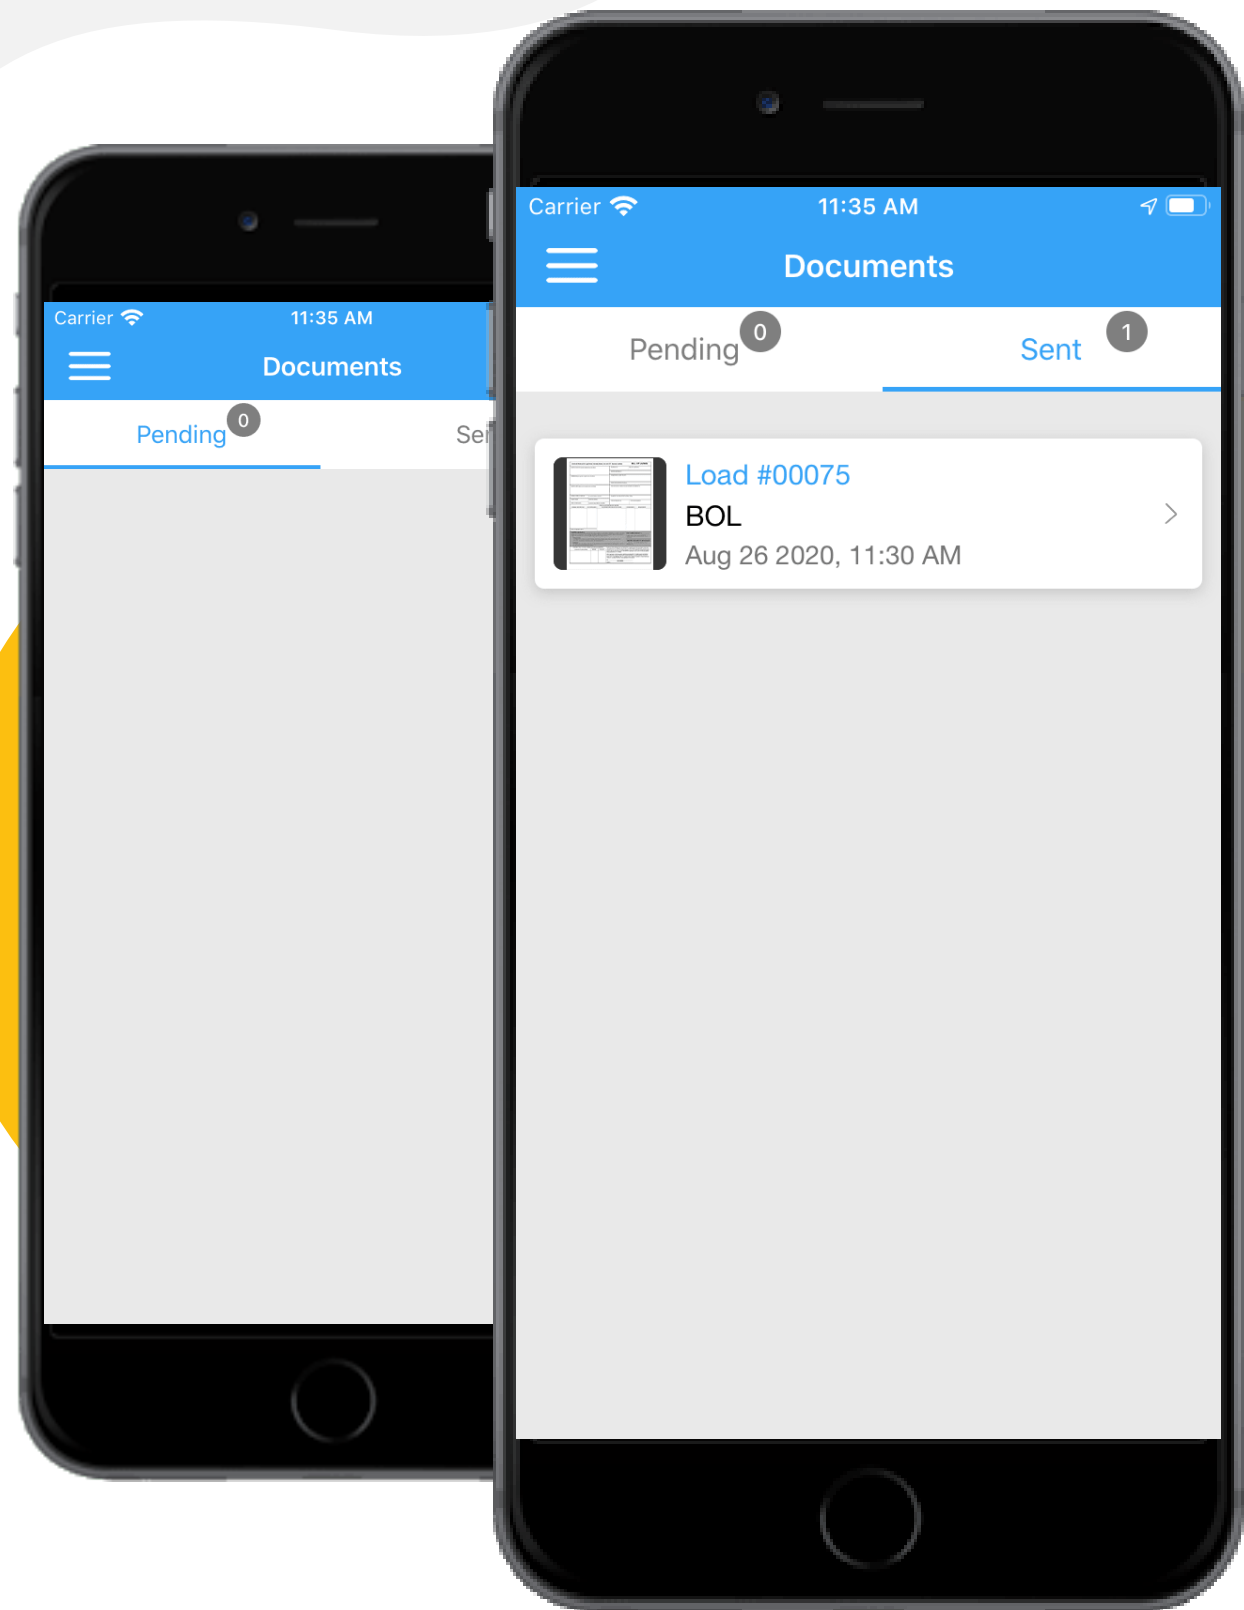 Carrier
11:35 AM
Documents
Pending 0
Ser
Carrier
11:35 AM
Documents
Pending 0
Sent 1
Load #00075
BOL
Aug 26 2020, 11:30 AM